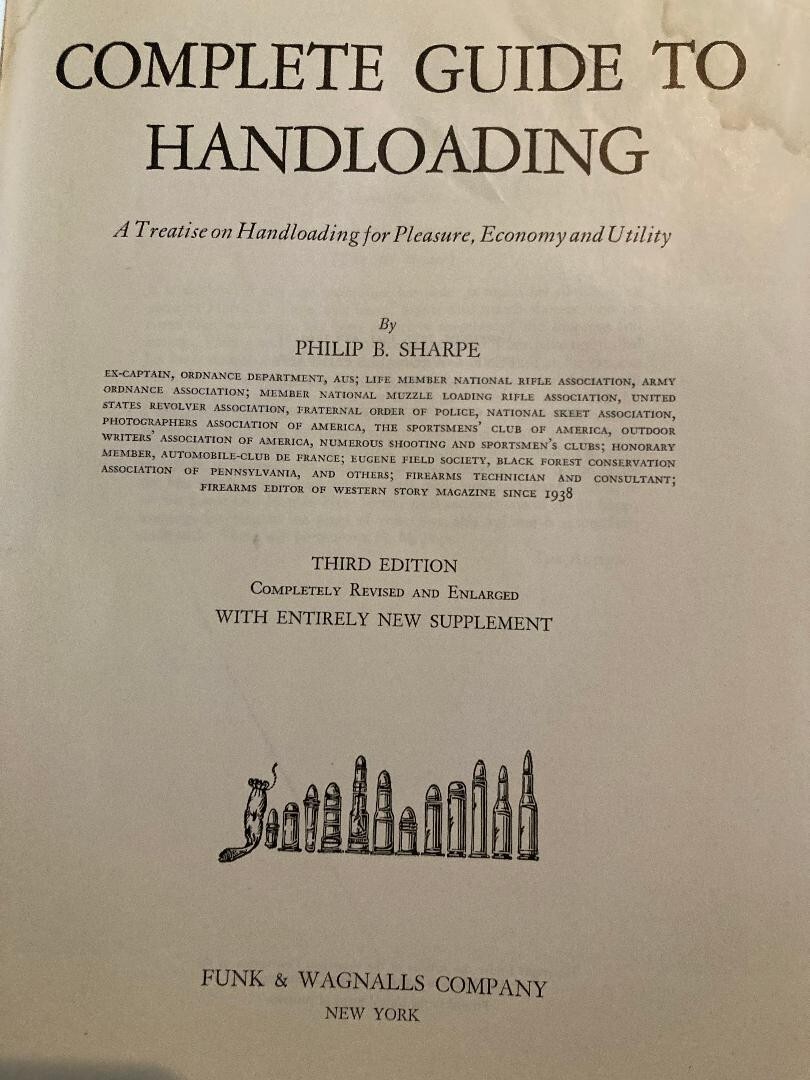 COMPLETE GUIDE TO
HANDLOADING
A Treatise on Handloading for Pleasure, Economy and Utility
By
PHILIP B. SHARPE
EX-CAPTAIN, ORDNANCE DEPARTMENT, AUS; LIFE MEMBER NATIONAL RIFLE ASSOCIATION, ARMY
ORDNANCE ASSOCIATION; MEMBER NATIONAL MUZZLE LOADING RIFLE ASSOCIATION, UNITED
STATES REVOLVER ASSOCIATION, FRATERNAL ORDER OF POLICE, NATIONAL SKEET ASSOCIATION,
PHOTOGRAPHERS ASSOCIATION OF AMERICA, THE SPORTSMENS' CLUB OF AMERICA, OUTDOOR
WRITERS' ASSOCIATION OF AMERICA, NUMEROUS SHOOTING AND SPORTSMEN'S CLUBS; HONORARY
MEMBER, AUTOMOBILE-CLUB DE FRANCE; EUGENE FIELD SOCIETY, BLACK FOREST CONSERVATION
ASSOCIATION OF PENNSYLVANIA, AND OTHERS; FIREARMS TECHNICIAN AND CONSULTANT;
FIREARMS EDITOR OF WESTERN STORY MAGAZINE SINCE 1938
THIRD EDITION
COMPLETELY REVISED AND ENLARGED
WITH ENTIRELY NEW SUPPLEMENT
FUNK & WAGNALLS COMPANY
NEW YORK